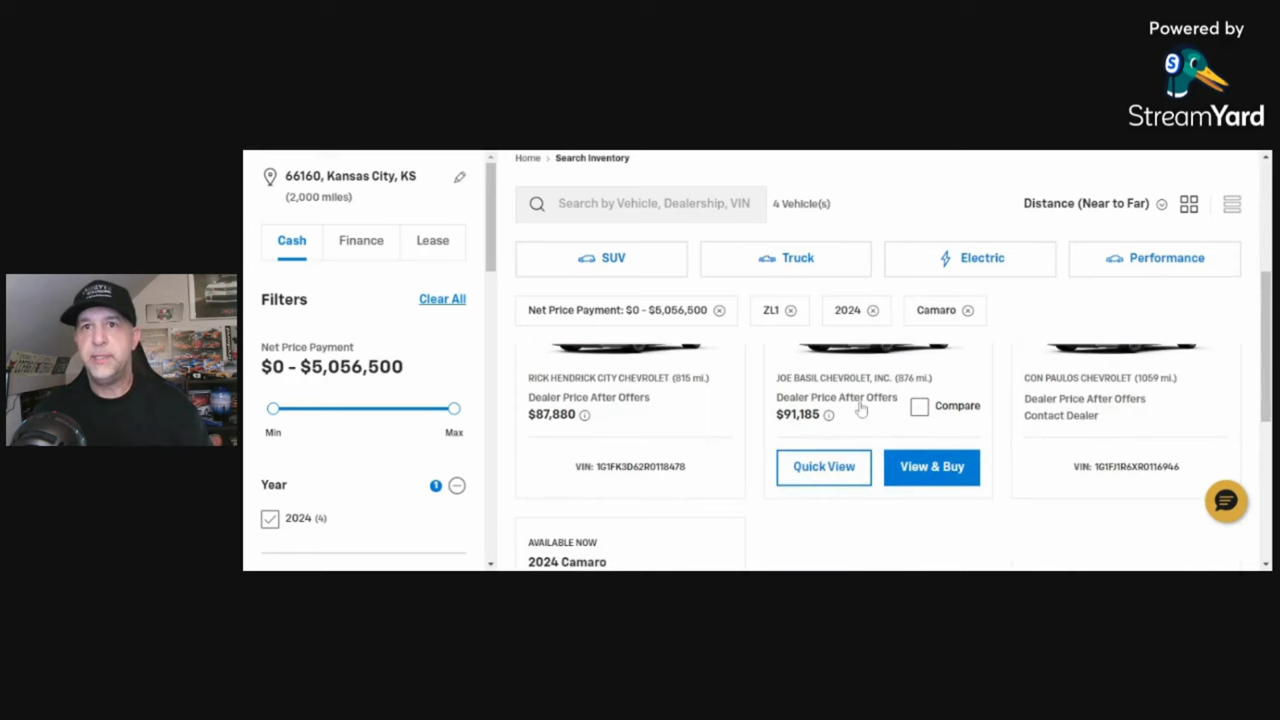 Powered by
StreamYard
66160, Kansas City, KS
(2,000 miles)
Cash
Finance
Lease
Filters
Clear All
Net Price Payment
$0 - $5,056,500
Min
Max
Year
1
2024 (4)
Home > Search Inventory
Search by Vehicle, Dealership, VIN
4 Vehicle(s)
Distance (Near to Far)
SUV
Truck
Electric
Performance
Net Price Payment: $0 - $5,056,500
ZL1
2024
Camaro
RICK HENDRICK CITY CHEVROLET (815 mi.)
Dealer Price After Offers
$87,880
VIN: 1G1FK3D62R0118478
JOE BASIL CHEVROLET, INC. (876 mi.)
Dealer Price After Offers
$91,185
Compare
Quick View
View & Buy
CON PAULOS CHEVROLET (1059 mi.)
Dealer Price After Offers
Contact Dealer
VIN: 1G1FJ1R6XR0116946
AVAILABLE NOW
2024 Camaro